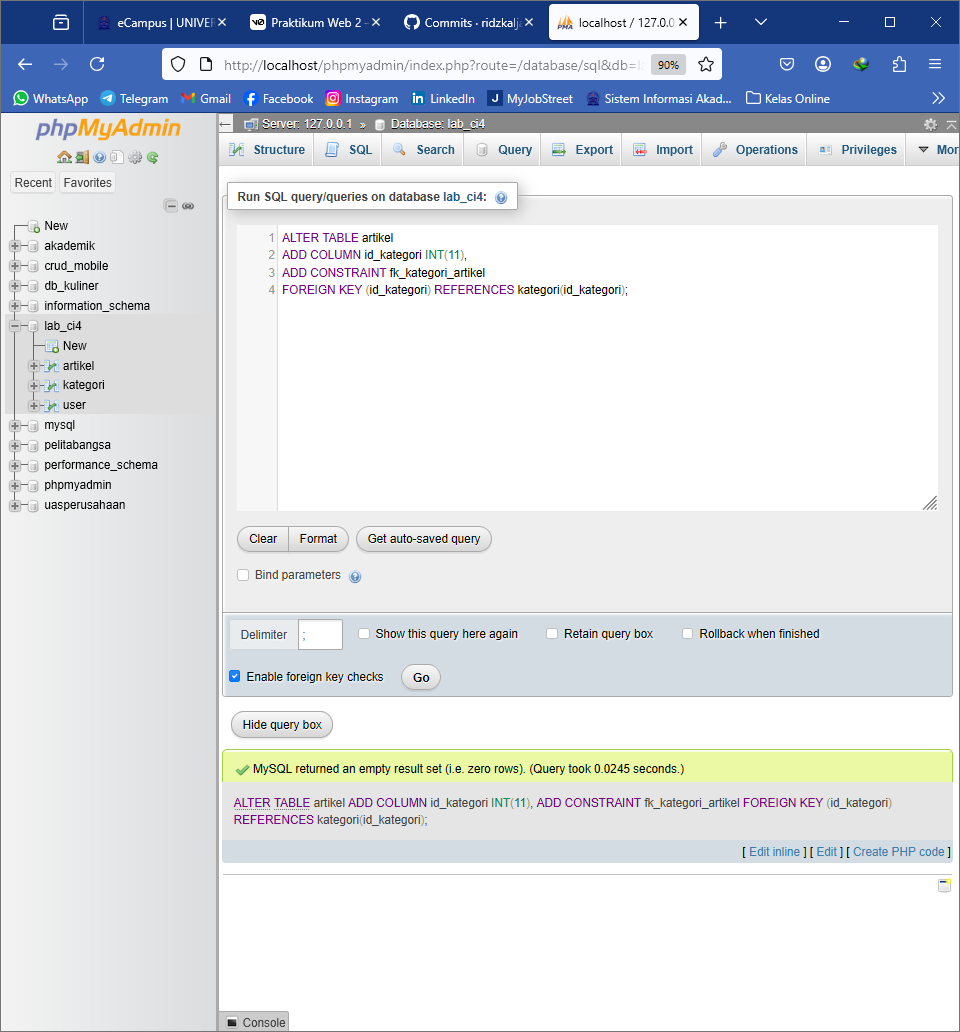 eCampus | UNIVER
Praktikum Web 2 -
Commits · ridzkalja
localhost / 127.0.0
http://localhost/phpmyadmin/index.php?route=/database/sql&db=l
90%
WhatsApp
Telegram
Gmail
Facebook
Instagram
LinkedIn
MyJobStreet
Sistem Informasi Akad...
Kelas Online
phpMyAdmin
Recent
Favorites
New
akademik
crud_mobile
db_kuliner
information_schema
lab_ci4
New
artikel
kategori
user
mysql
pelitabangsa
performance_schema
phpmyadmin
uasperusahaan
Server: 127.0.0.1 » Database: lab_ci4
Structure
SQL
Search
Query
Export
Import
Operations
Privileges
Mor
Run SQL query/queries on database lab_ci4:
1 ALTER TABLE artikel
2 ADD COLUMN id_kategori INT(11),
3 ADD CONSTRAINT fk_kategori_artikel
4 FOREIGN KEY (id_kategori) REFERENCES kategori(id_kategori);
Clear
Format
Get auto-saved query
Bind parameters
Delimiter ;
Show this query here again
Retain query box
Rollback when finished
Enable foreign key checks
Go
Hide query box
MySQL returned an empty result set (i.e. zero rows). (Query took 0.0245 seconds.)
ALTER TABLE artikel ADD COLUMN id_kategori INT(11), ADD CONSTRAINT fk_kategori_artikel FOREIGN KEY (id_kategori)
REFERENCES kategori(id_kategori);
[ Edit inline ] [ Edit ] [ Create PHP code ]
Console